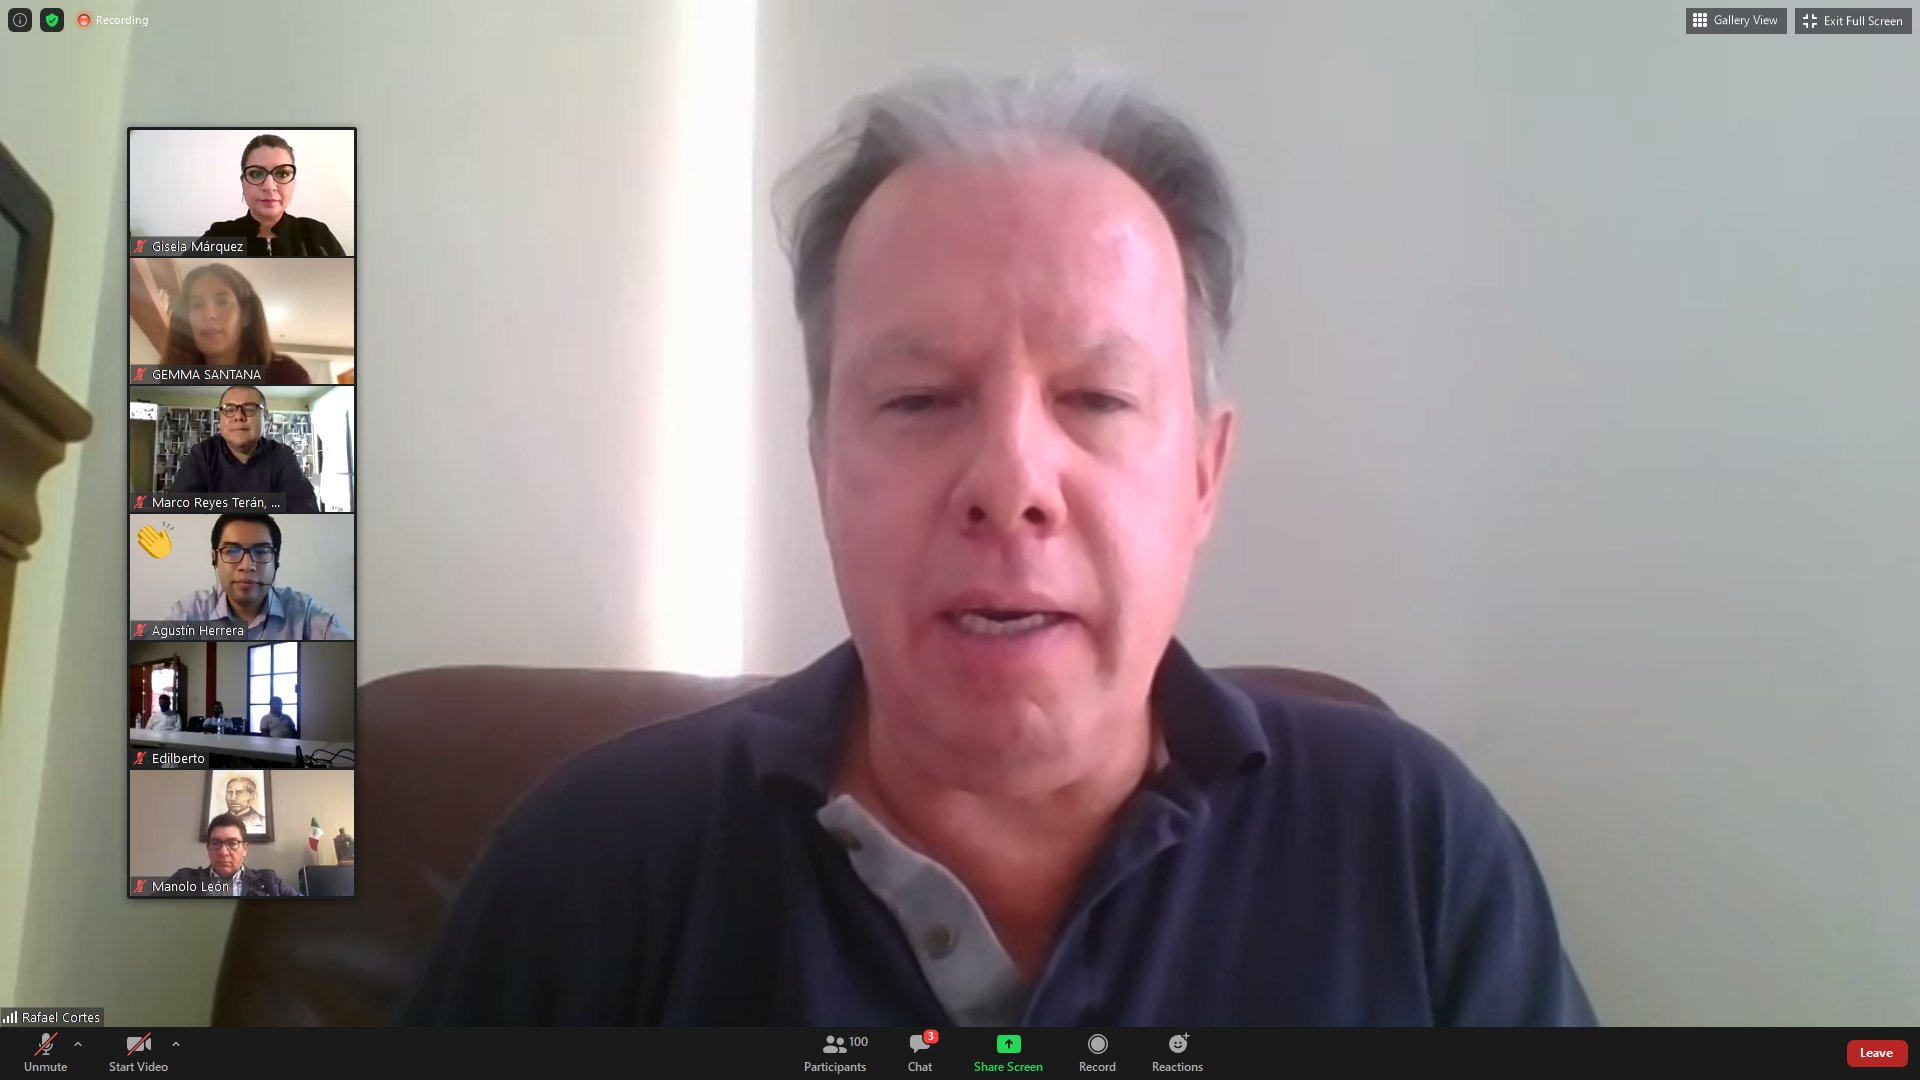 Recording
Gallery View
Exit Full Screen
Gisela Márquez
GEMMA SANTANA
Marco Reyes Terán, ...
Agustín Herrera
Edilberto
Manolo León
Rafael Cortes
Unmute
Start Video
100
Participants
3
Chat
Share Screen
Record
Reactions
Leave